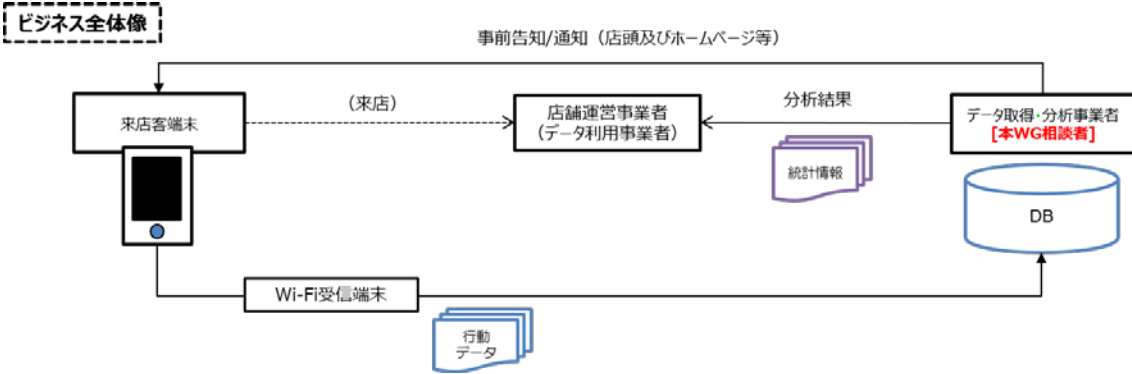 ビジネス全体像
事前告知/通知（店頭及びホームページ等）
来店客端末
（来店）
店舗運営事業者
（データ利用事業者）
分析結果
データ取得・分析事業者
[本WG相談者]
統計情報
DB
Wi-Fi受信端末
行動
データ